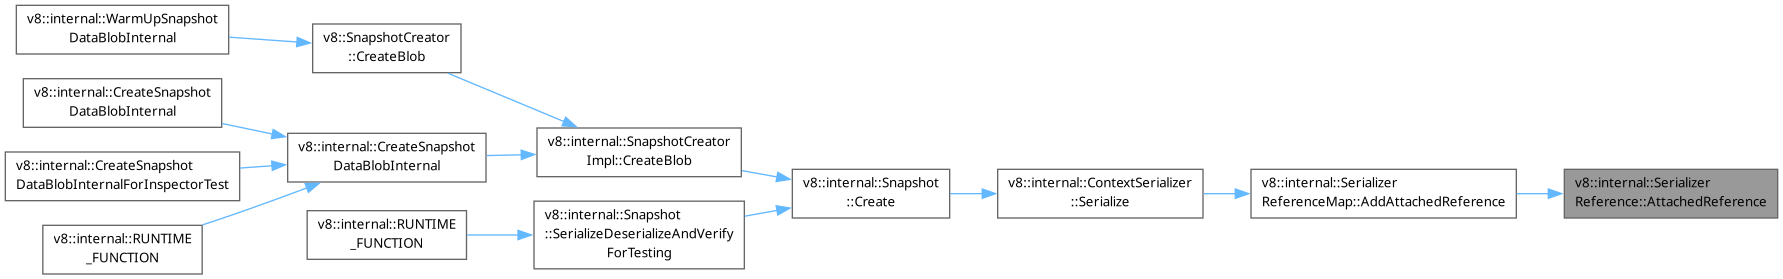 v8::internal::WarmUpSnapshot
DataBlobInternal
v8::SnapshotCreator
::CreateBlob
v8::internal::CreateSnapshot
DataBlobInternal
v8::internal::CreateSnapshot
DataBlobInternalForInspectorTest
v8::internal::RUNTIME
_FUNCTION
v8::internal::CreateSnapshot
DataBlobInternal
v8::internal::RUNTIME
_FUNCTION
v8::internal::SnapshotCreator
Impl::CreateBlob
v8::internal::Snapshot
::SerializeDeserializeAndVerify
ForTesting
v8::internal::Snapshot
::Create
v8::internal::ContextSerializer
::Serialize
v8::internal::Serializer
ReferenceMap::AddAttachedReference
v8::internal::Serializer
Reference::AttachedReference